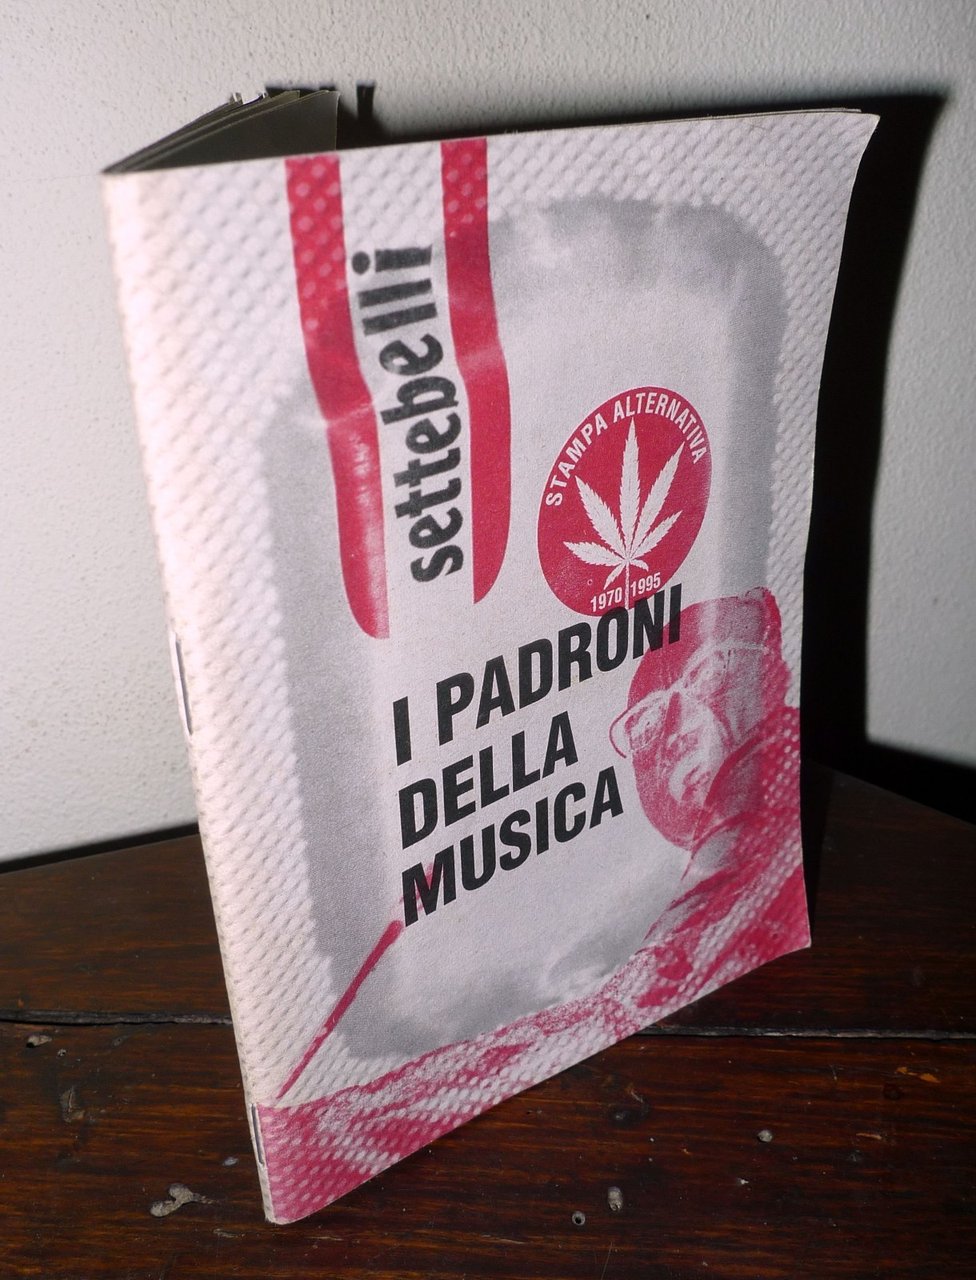 settebelli
STAMPA ALTERNATIVA
1970 1995
I PADRONI
DELLA
MUSICA